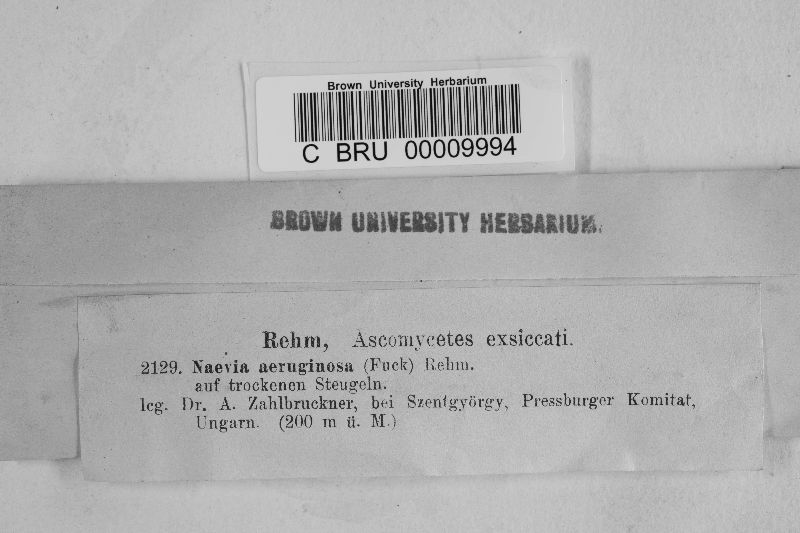 Brown University Herbarium
C BRU 00009994
BROWN UNIVERSITY HERBARIUM.
Rehm, Ascomycetes exsiccati.
2129. Naevia aeruginosa (Fuck) Rehm.
auf trockenen Steugeln.
leg. Dr. A. Zahlbruckner, bei Szentgyörgy, Pressburger Komitat,
Ungarn. (200 m ü. M.)